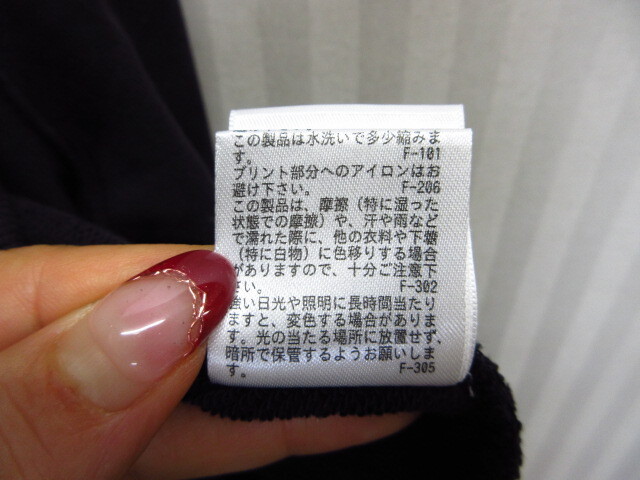 この製品は水洗いで多少縮みま
す。 F-101
プリント部分へのアイロンはお
避け下さい。 F-206
この製品は、摩擦（特に湿った
状態での摩擦）や、汗や雨など
で濡れた際に、他の衣料や下着
（特に白物）に色移りする場合
がありますので、十分ご注意下
さい。 F-302
強い日光や照明に長時間当たり
ますと、変色する場合がありま
す。光の当たる場所に放置せず、
暗所で保管するようお願いしま
す。 F-305